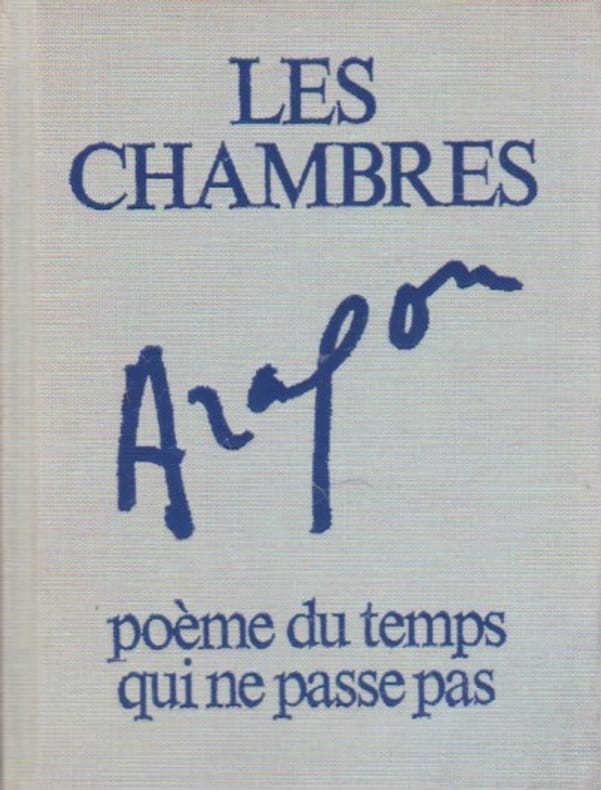 LES
CHAMBRES
Aragon
poème du temps
qui ne passe pas